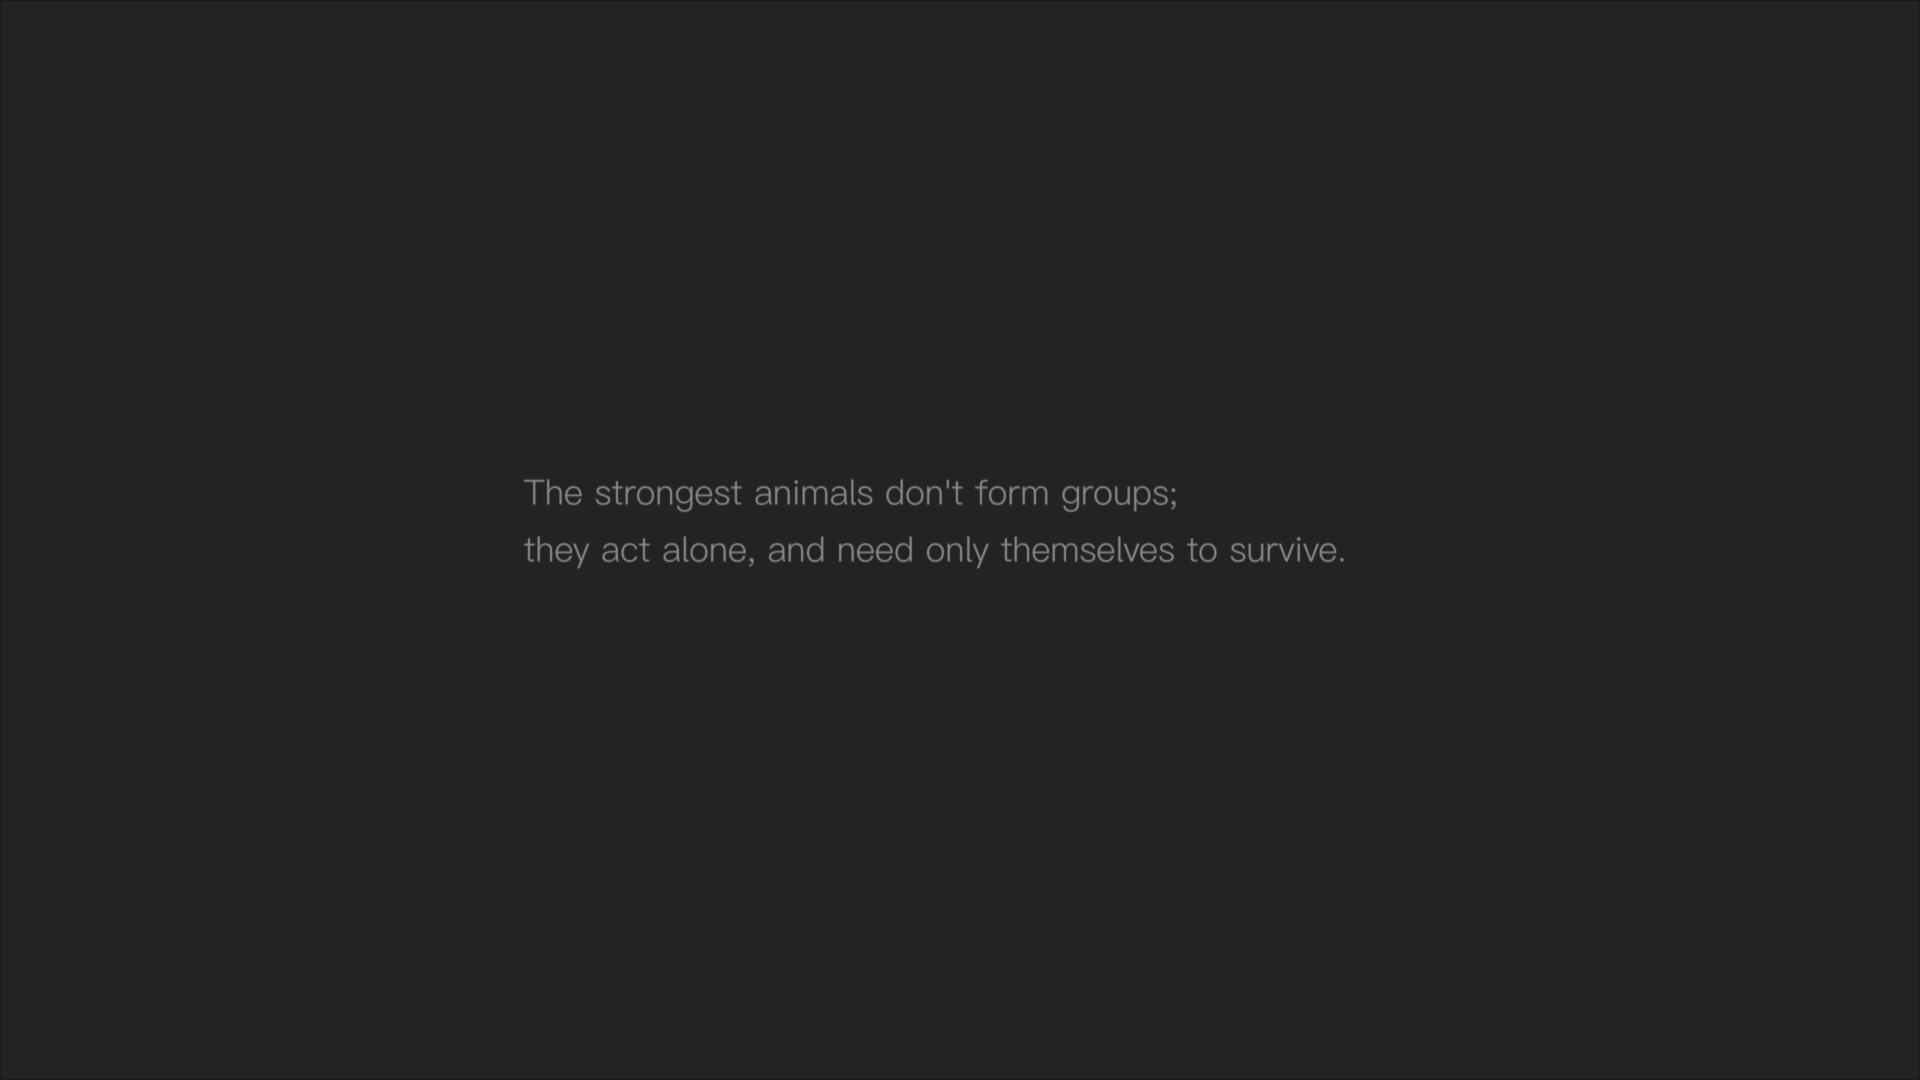 The strongest animals don't form groups;
they act alone, and need only themselves to survive.